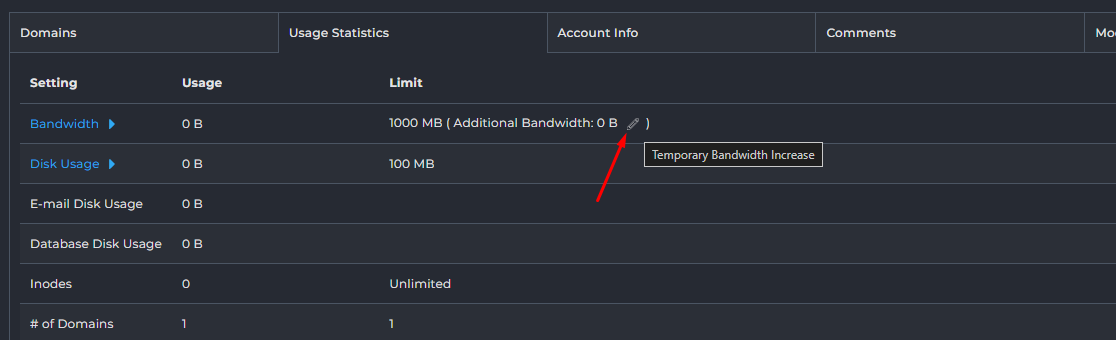 Domains Usage Statistics Account Info Comments Mo
Setting Usage Limit
Bandwidth 0 B 1000 MB ( Additional Bandwidth: 0 B )
Temporary Bandwidth Increase
Disk Usage 0 B 100 MB
E-mail Disk Usage 0 B
Database Disk Usage 0 B
Inodes 0 Unlimited
# of Domains 1 1